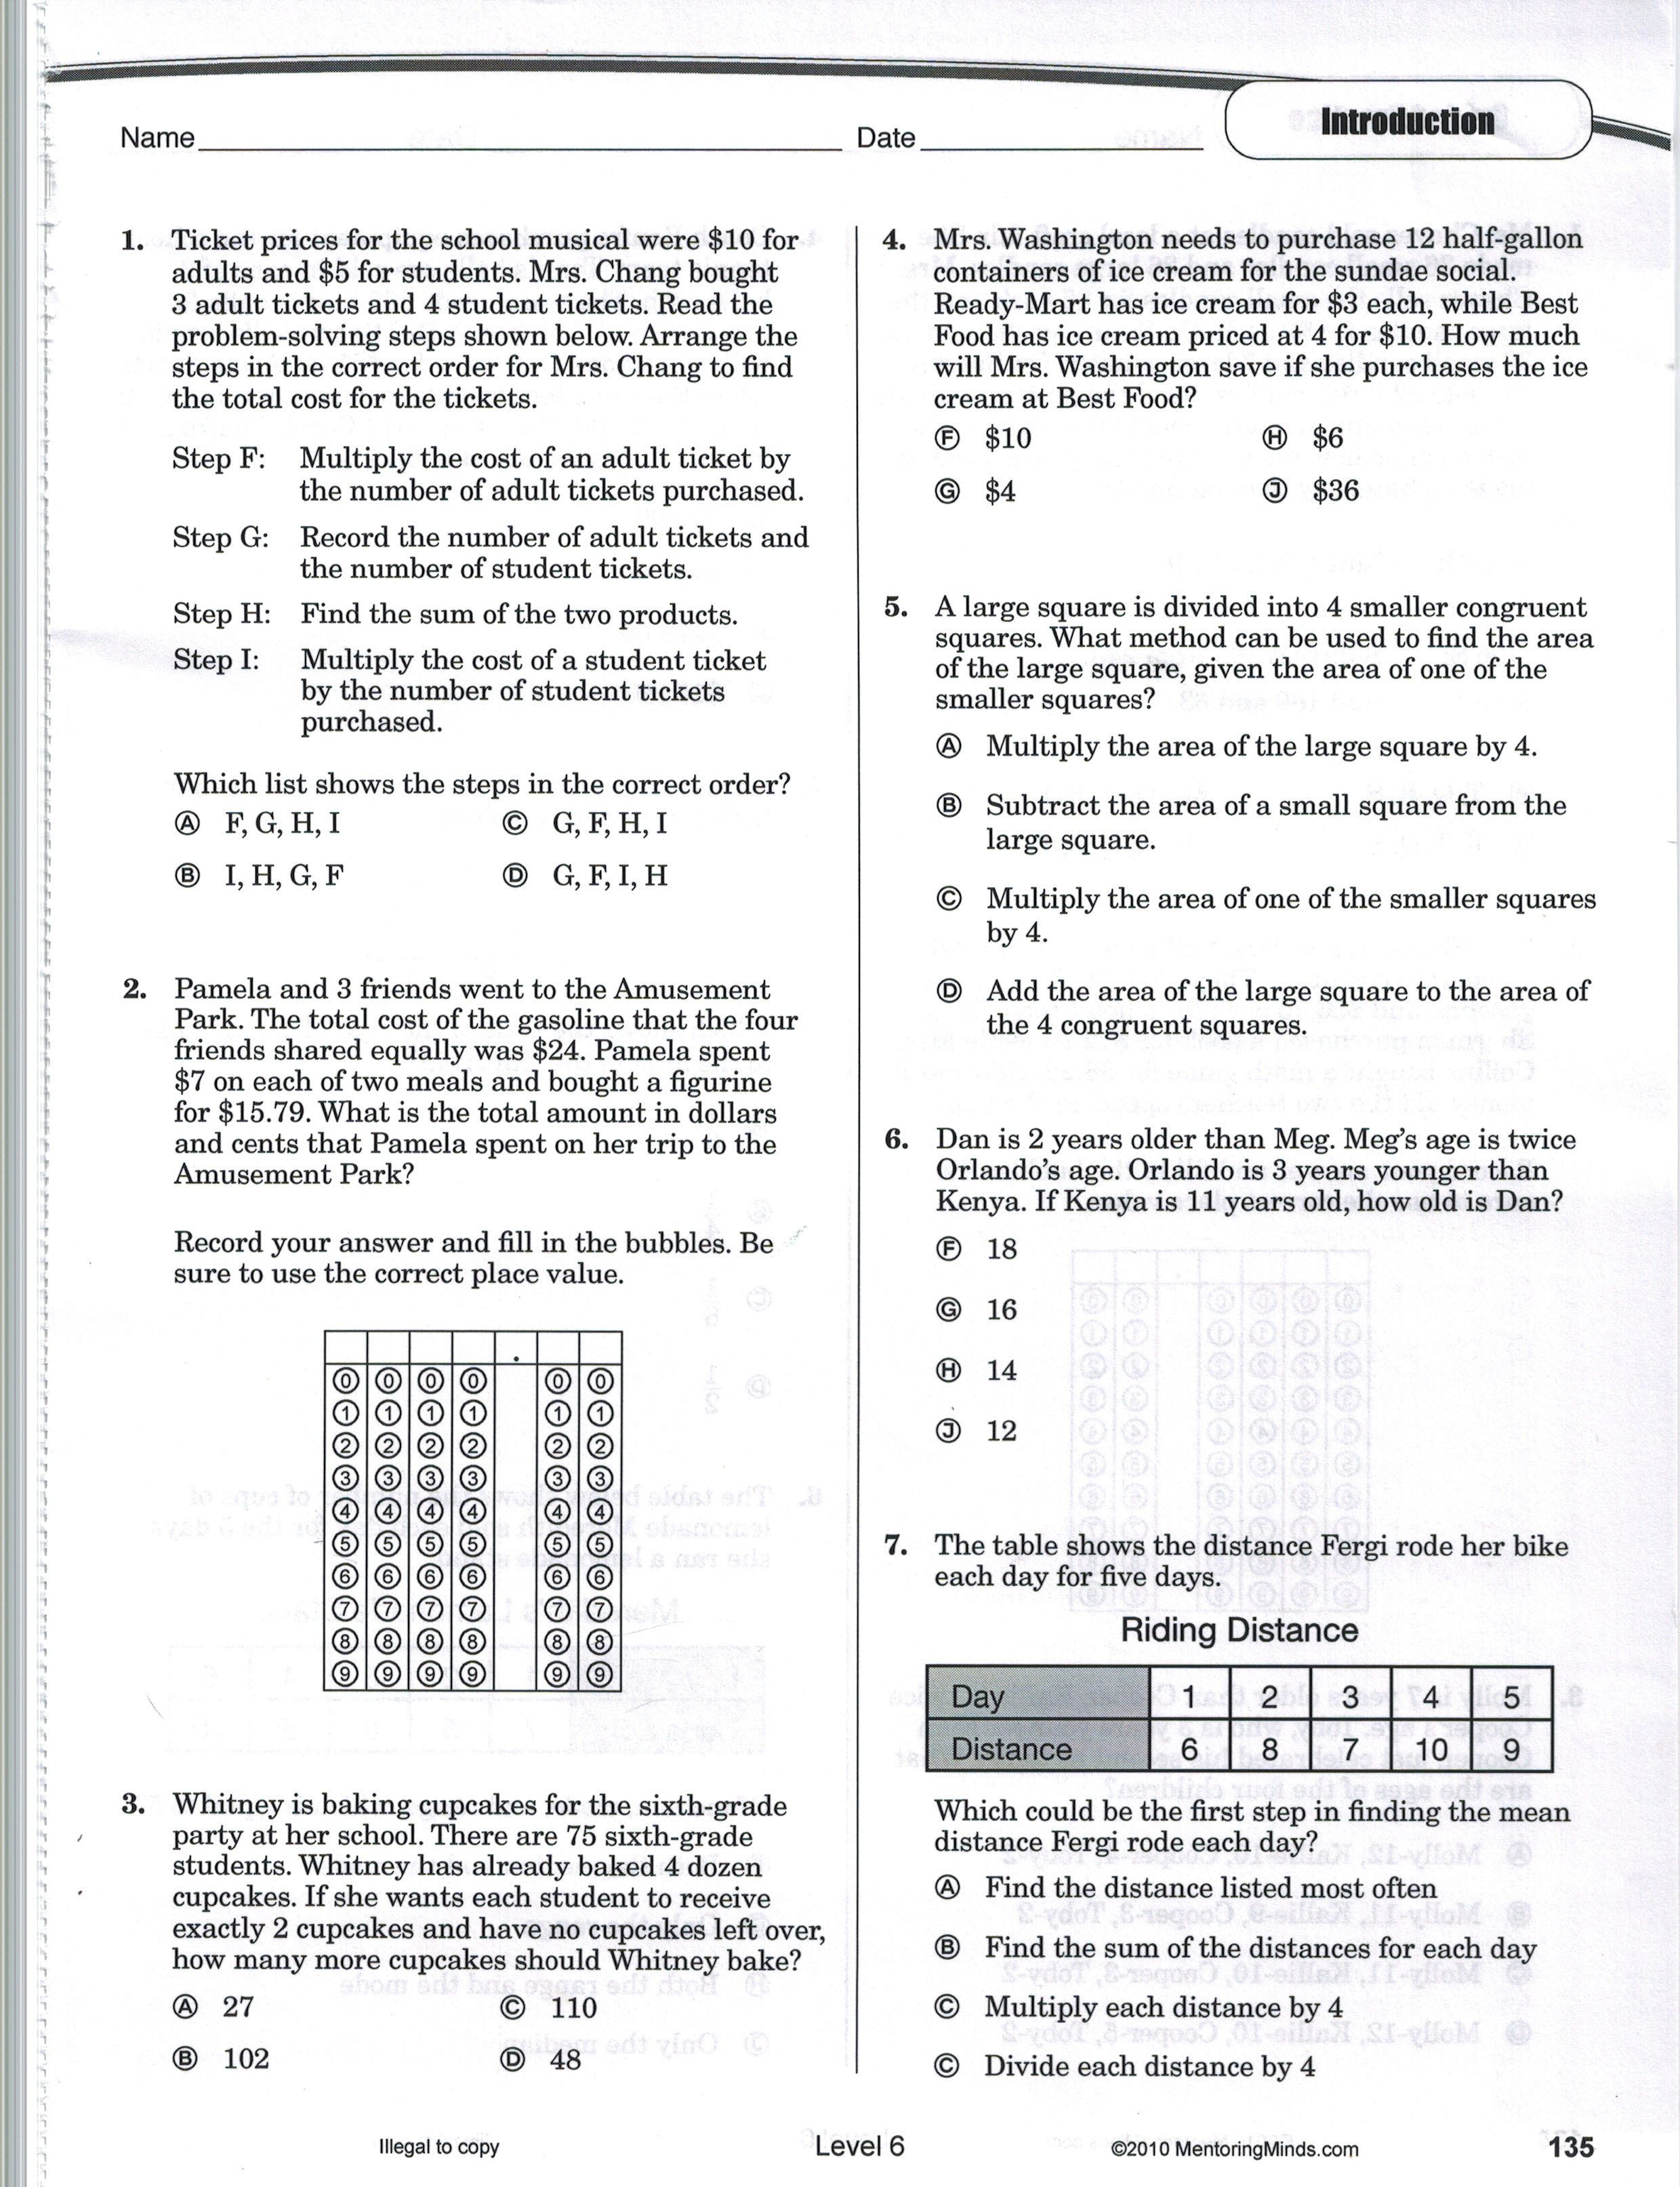 Introduction
Name Date
1. Ticket prices for the school musical were $10 for
adults and $5 for students. Mrs. Chang bought
3 adult tickets and 4 student tickets. Read the
problem-solving steps shown below. Arrange the
steps in the correct order for Mrs. Chang to find
the total cost for the tickets.
Step F: Multiply the cost of an adult ticket by
the number of adult tickets purchased.
Step G: Record the number of adult tickets and
the number of student tickets.
Step H: Find the sum of the two products.
Step I: Multiply the cost of a student ticket
by the number of student tickets
purchased.
Which list shows the steps in the correct order?
Ⓐ F, G, H, I Ⓒ G, F, H, I
Ⓑ I, H, G, F Ⓓ G, F, I, H
2. Pamela and 3 friends went to the Amusement
Park. The total cost of the gasoline that the four
friends shared equally was $24. Pamela spent
$7 on each of two meals and bought a figurine
for $15.79. What is the total amount in dollars
and cents that Pamela spent on her trip to the
Amusement Park?
Record your answer and fill in the bubbles. Be
sure to use the correct place value.
.
⓪ ⓪ ⓪ ⓪ ⓪ ⓪
① ① ① ① ① ①
② ② ② ② ② ②
③ ③ ③ ③ ③ ③
④ ④ ④ ④ ④ ④
⑤ ⑤ ⑤ ⑤ ⑤ ⑤
⑥ ⑥ ⑥ ⑥ ⑥ ⑥
⑦ ⑦ ⑦ ⑦ ⑦ ⑦
⑧ ⑧ ⑧ ⑧ ⑧ ⑧
⑨ ⑨ ⑨ ⑨ ⑨ ⑨
3. Whitney is baking cupcakes for the sixth-grade
party at her school. There are 75 sixth-grade
students. Whitney has already baked 4 dozen
cupcakes. If she wants each student to receive
exactly 2 cupcakes and have no cupcakes left over,
how many more cupcakes should Whitney bake?
Ⓐ 27 Ⓒ 110
Ⓑ 102 Ⓓ 48
4. Mrs. Washington needs to purchase 12 half-gallon
containers of ice cream for the sundae social.
Ready-Mart has ice cream for $3 each, while Best
Food has ice cream priced at 4 for $10. How much
will Mrs. Washington save if she purchases the ice
cream at Best Food?
Ⓕ $10 Ⓗ $6
Ⓖ $4 Ⓙ $36
5. A large square is divided into 4 smaller congruent
squares. What method can be used to find the area
of the large square, given the area of one of the
smaller squares?
Ⓐ Multiply the area of the large square by 4.
Ⓑ Subtract the area of a small square from the
large square.
Ⓒ Multiply the area of one of the smaller squares
by 4.
Ⓓ Add the area of the large square to the area of
the 4 congruent squares.
6. Dan is 2 years older than Meg. Meg's age is twice
Orlando's age. Orlando is 3 years younger than
Kenya. If Kenya is 11 years old, how old is Dan?
Ⓕ 18
Ⓖ 16
Ⓗ 14
Ⓙ 12
7. The table shows the distance Fergi rode her bike
each day for five days.
Riding Distance
Day 1 2 3 4 5
Distance 6 8 7 10 9
Which could be the first step in finding the mean
distance Fergi rode each day?
Ⓐ Find the distance listed most often
Ⓑ Find the sum of the distances for each day
Ⓒ Multiply each distance by 4
Ⓒ Divide each distance by 4
Illegal to copy Level 6 ©2010 MentoringMinds.com 135